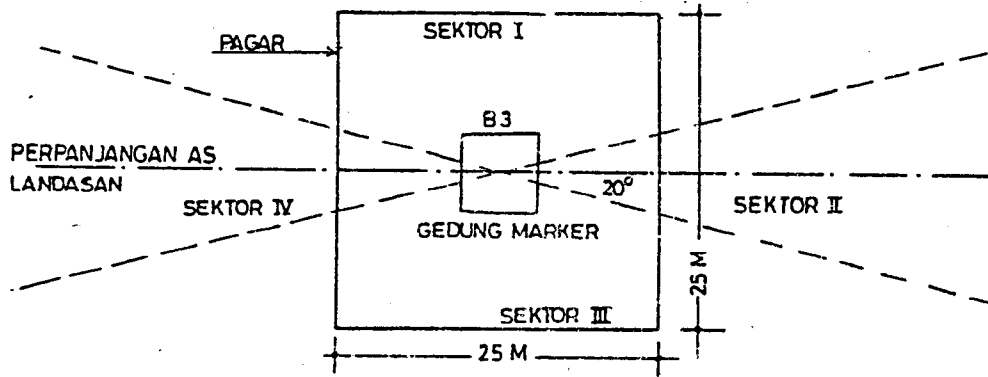 SEKTOR I
PAGAR
B3
PERPANJANGAN AS
LANDASAN
20°
SEKTOR IV
SEKTOR II
GEDUNG MARKER
25 M
SEKTOR III
25 M